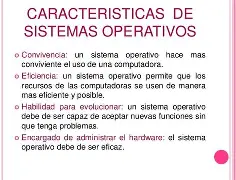 CARACTERISTICAS DE
SISTEMAS OPERATIVOS
Convivencia: un sistema operativo hace mas
conviviente el uso de una computadora.
Eficiencia: un sistema operativo permite que los
recursos de las computadoras se usen de manera
mas eficiente y posible.
Habilidad para evolucionar: un sistema operativo
debe de ser capaz de aceptar nuevas funciones sin
que tenga problemas.
Encargado de administrar el hardware: el sistema
operativo debe de ser eficaz.